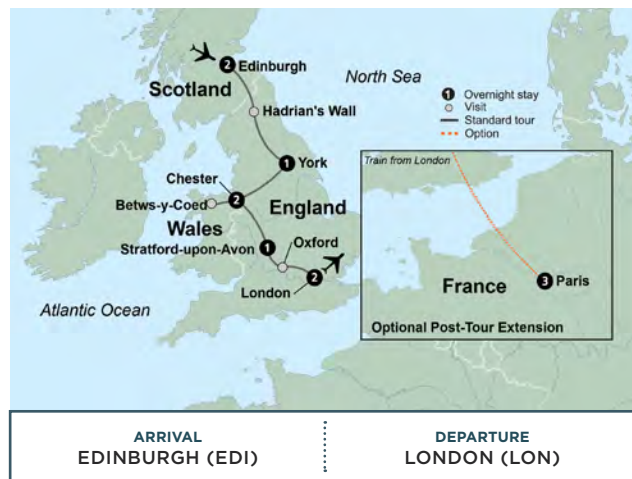 2 Edinburgh
North Sea
Scotland
1 Overnight stay
Visit
Standard tour
Option
Hadrian's Wall
Train from London
1 York
Chester
2
Betws-y-Coed
England
Wales
Stratford-upon-Avon 1
Oxford
2
London
France
3 Paris
Atlantic Ocean
Optional Post-Tour Extension
ARRIVAL
EDINBURGH (EDI)
DEPARTURE
LONDON (LON)